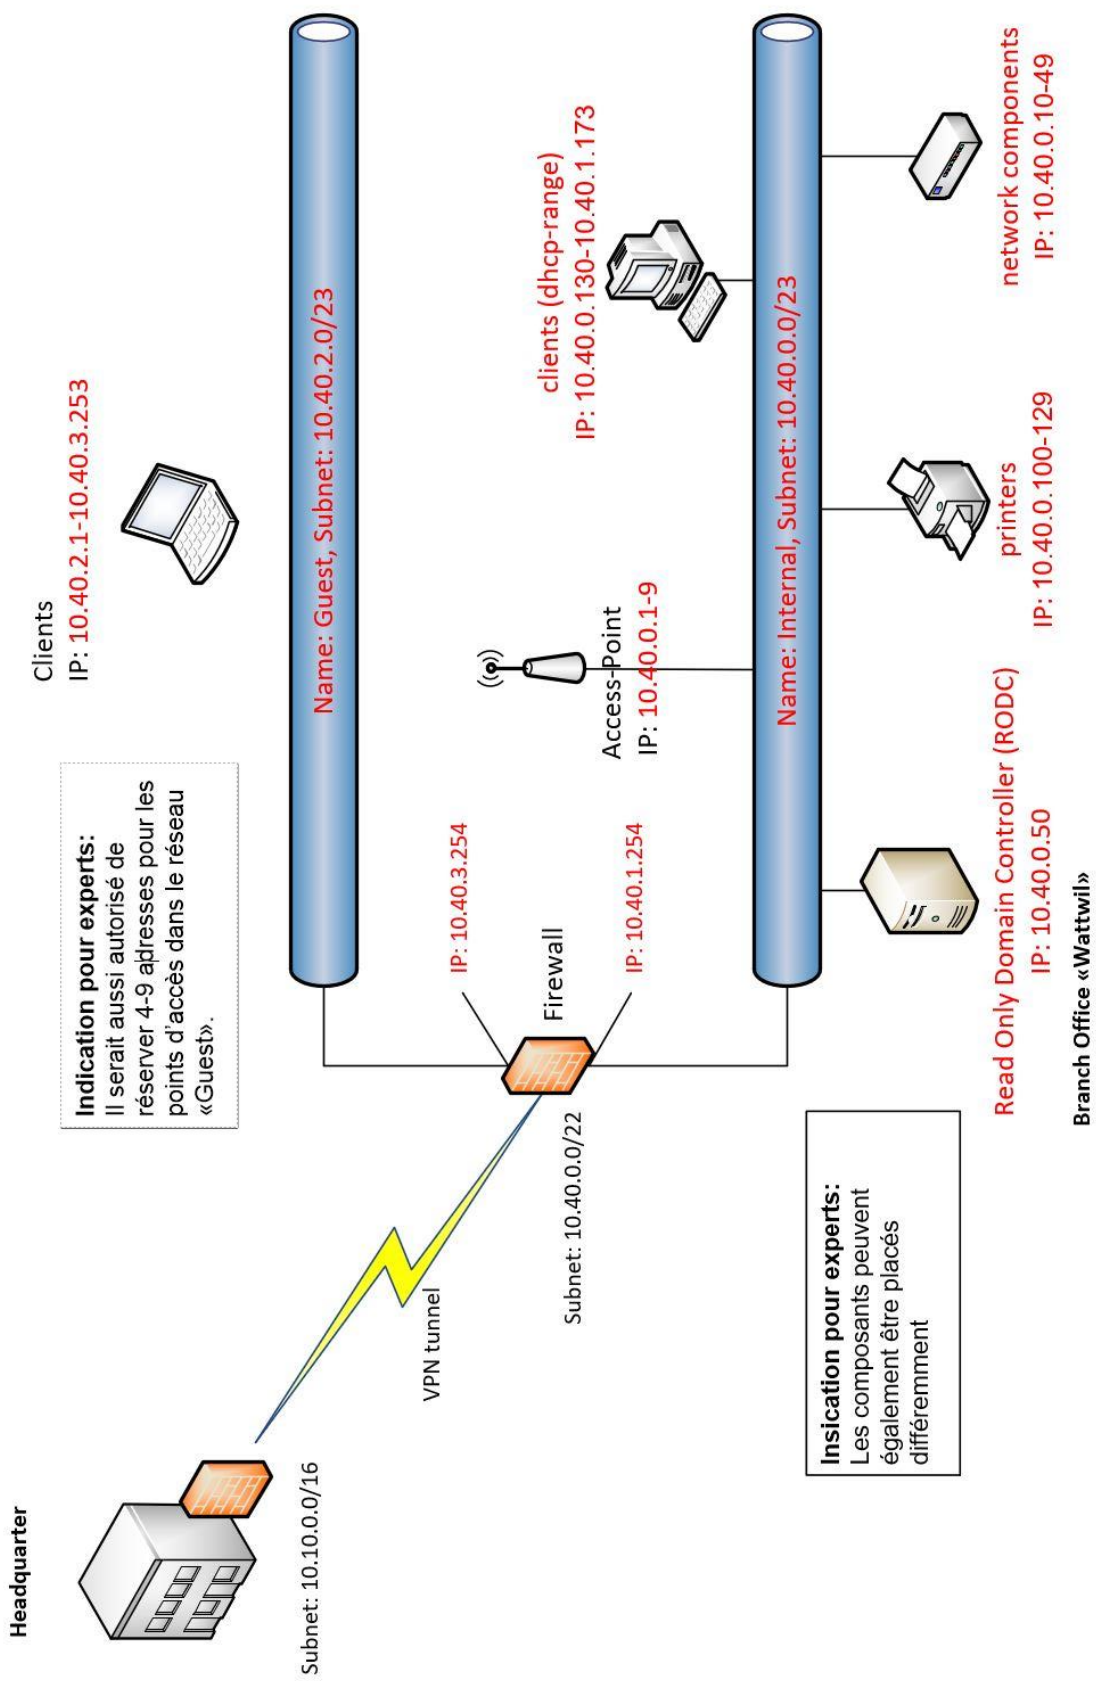 Headquarter
Subnet: 10.10.0.0/16
VPN tunnel
Subnet: 10.40.0.0/22
Firewall
IP: 10.40.3.254
IP: 10.40.1.254
Indication pour experts:
Il serait aussi autorisé de
réserver 4-9 adresses pour les
points d'accès dans le réseau
«Guest».
Clients
IP: 10.40.2.1-10.40.3.253
Name: Guest, Subnet: 10.40.2.0/23
Access-Point
IP: 10.40.0.1-9
clients (dhcp-range)
IP: 10.40.0.130-10.40.1.173
Name: Internal, Subnet: 10.40.0.0/23
Insication pour experts:
Les composants peuvent
également être placés
différemment
Read Only Domain Controller (RODC)
IP: 10.40.0.50
printers
IP: 10.40.0.100-129
network components
IP: 10.40.0.10-49
Branch Office «Wattwil»